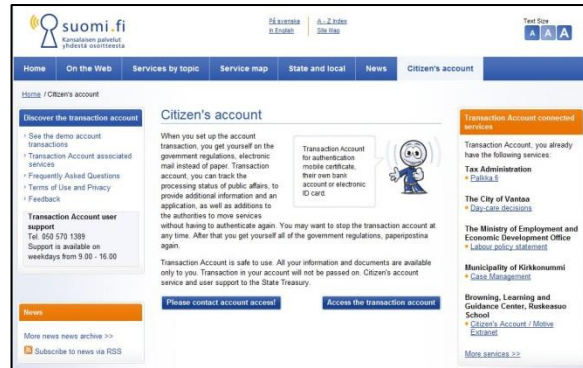 suomi.fi
Kansalaisen palvelut
yhdestä osoitteesta
På svenska
In English
A - Z Index
Site Map
Text Size
A A A
Home
On the Web
Services by topic
Service map
State and local
News
Citizen's account
Home / Citizen's account
Discover the transaction account
See the demo account
transactions
Transaction Account associated
services
Frequently Asked Questions
Terms of Use and Privacy
Feedback
Transaction Account user
support
Tel. 050 570 1389
Support is available on
weekdays from 9.00 - 16.00
News
More news news archive >>
Subscribe to news via RSS
Citizen's account
When you set up the account
transaction, you get yourself on the
government regulations, electronic
mail instead of paper. Transaction
account, you can track the
processing status of public affairs, to
provide additional information and an
application, as well as additions to
the authorities to move services
without having to authenticate again. You may want to stop the transaction account at
any time. After that you get yourself all of the government regulations, paperipostina
again.
Transaction Account
for authentication
mobile certificate,
their own bank
account or electronic
ID card.
Transaction Account is safe to use. All your information and documents are available
only to you. Transaction in your account will not be passed on. Citizen's account
service and user support to the State Treasury.
Please contact account access!
Access the transaction account
Transaction Account connected
services
Transaction Account, you already
have the following services:
Tax Administration
Palkka.fi
The City of Vantaa
Day-care decisions
The Ministry of Employment and
Economic Development Office
Labour policy statement
Municipality of Kirkkonummi
Case Management
Browning, Learning and
Guidance Center, Ruskeasuo
School
Citizen's Account / Motive
Extranet
More services >>